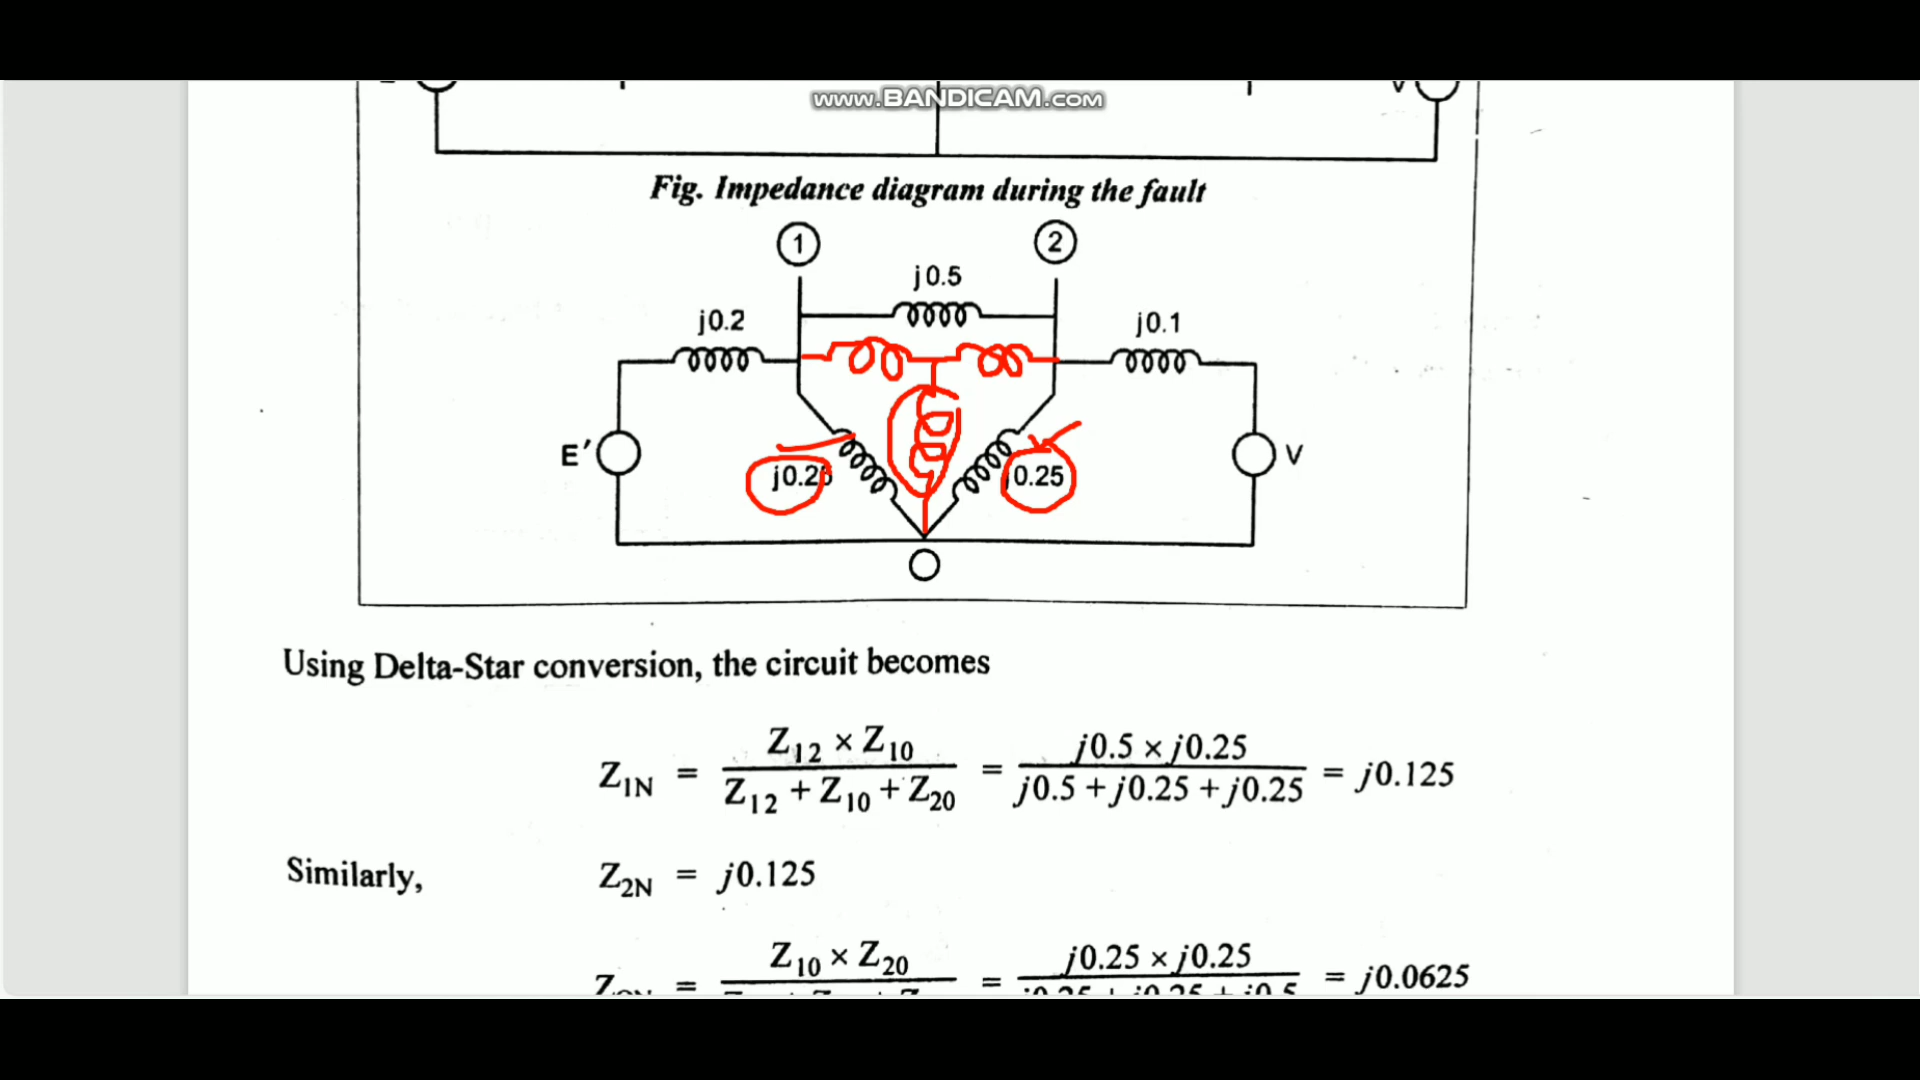 www.BANDICAM.com
V
Fig. Impedance diagram during the fault
1
2
j0.5
j0.2
j0.1
E′
j0.25
j0.25
V
Using Delta-Star conversion, the circuit becomes
Z1N = Z12 × Z10 / Z12 + Z10 + Z20 = j0.5 × j0.25 / j0.5 + j0.25 + j0.25 = j0.125
Similarly, Z2N = j0.125
Z10 × Z20 = j0.25 × j0.25 = j0.0625